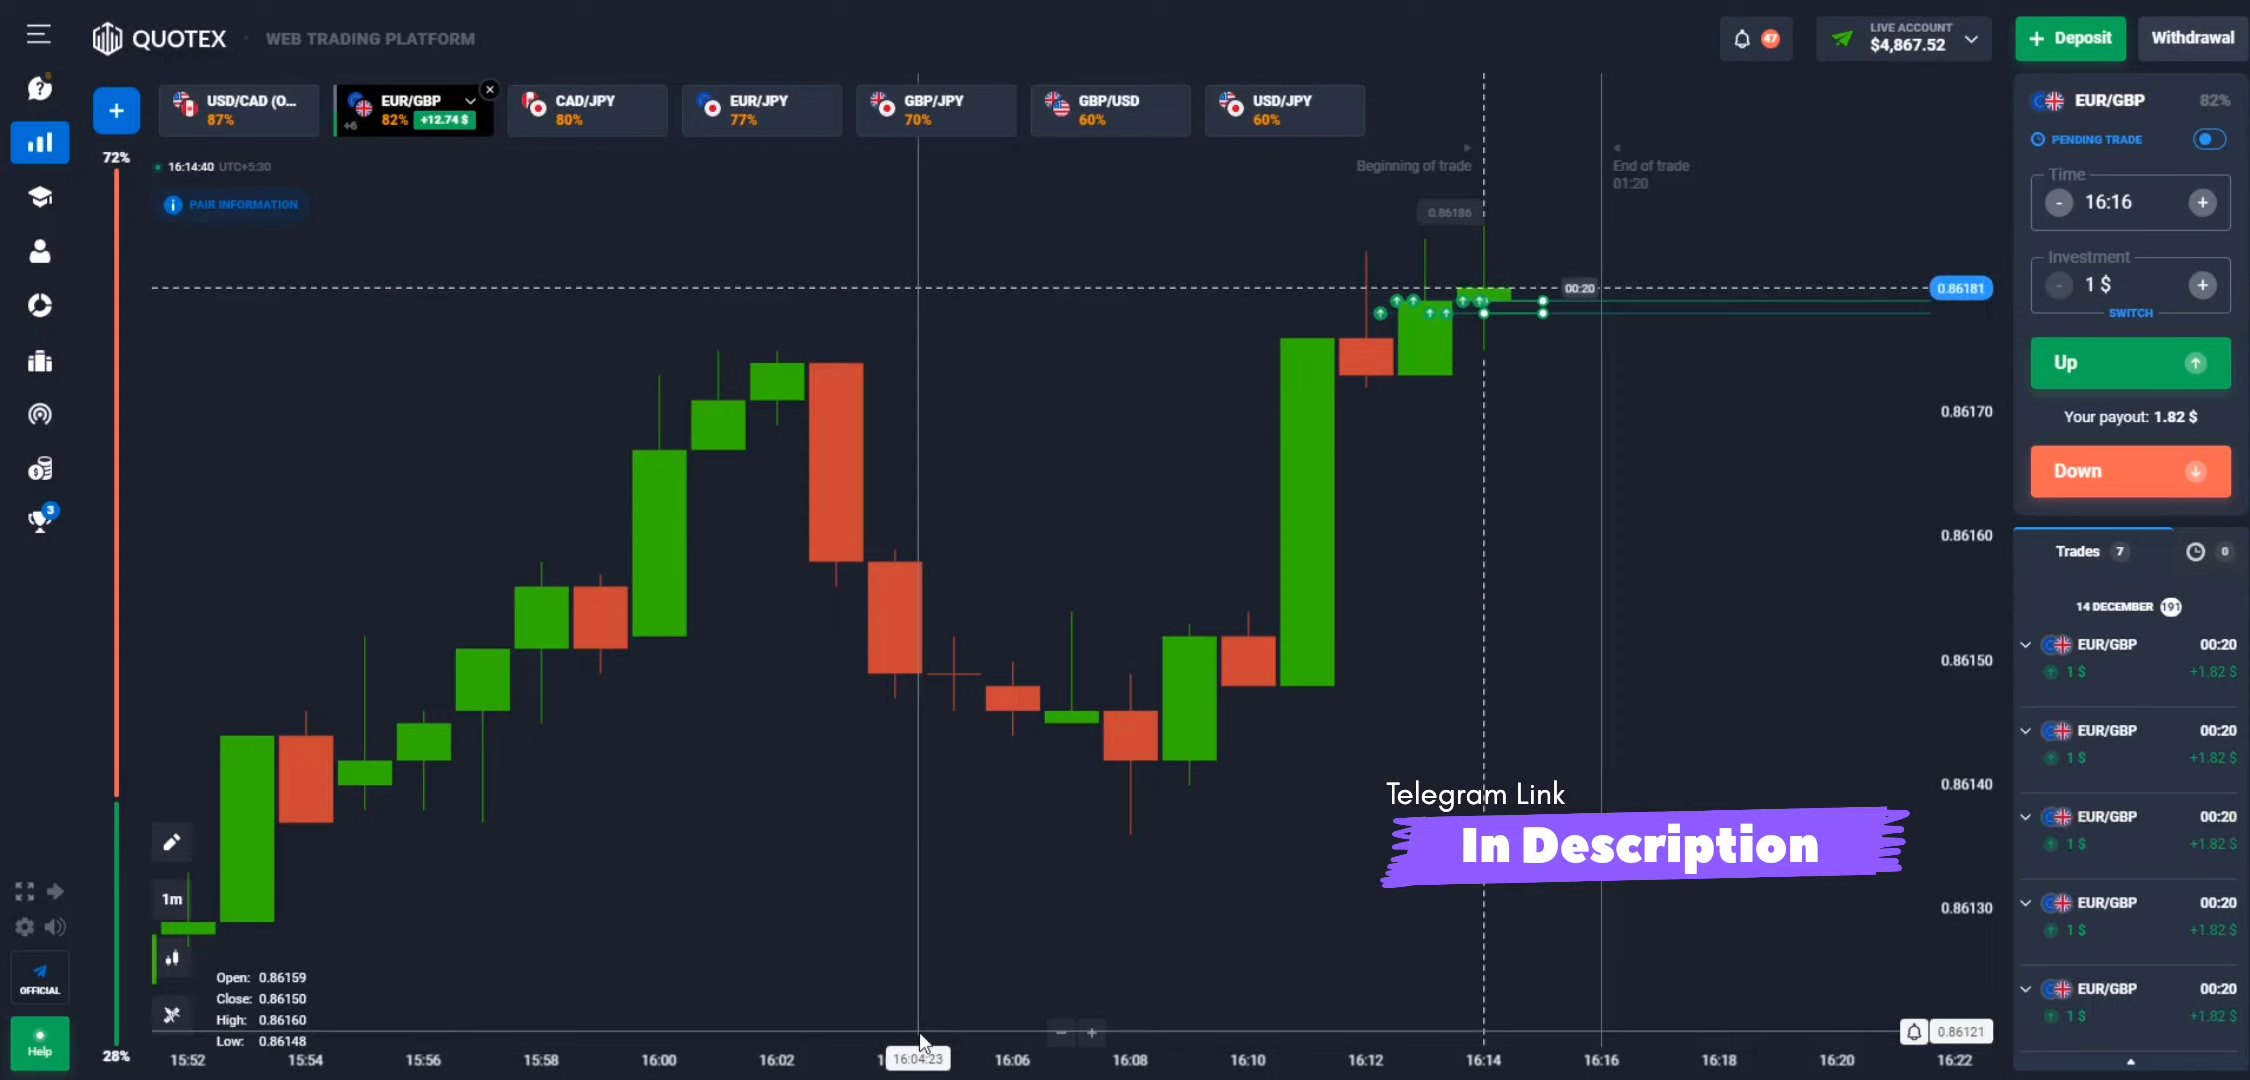 QUOTEX
WEB TRADING PLATFORM
47
LIVE ACCOUNT
$4,867.52
+ Deposit
Withdrawal
USD/CAD (O...
87%
EUR/GBP
+6
82%
+12.74 $
CAD/JPY
80%
EUR/JPY
77%
GBP/JPY
70%
GBP/USD
60%
USD/JPY
60%
72%
16:14:40 UTC+5:30
PAIR INFORMATION
Beginning of trade
End of trade
01:20
0.86186
00:20
0.86181
0.86170
0.86160
0.86150
0.86140
0.86130
0.86121
Telegram Link
In Description
1m
Open: 0.86159
Close: 0.86150
High: 0.86160
Low: 0.86148
28%
15:52
15:54
15:56
15:58
16:00
16:02
16:04:23
16:06
16:08
16:10
16:12
16:14
16:16
16:18
16:20
16:22
3
OFFICIAL
Help
EUR/GBP
82%
PENDING TRADE
Time
- 16:16 +
Investment
- 1 $ +
SWITCH
Up
Your payout: 1.82 $
Down
Trades 7
0
14 DECEMBER 191
EUR/GBP 00:20
1 $ +1.82 $
EUR/GBP 00:20
1 $ +1.82 $
EUR/GBP 00:20
1 $ +1.82 $
EUR/GBP 00:20
1 $ +1.82 $
EUR/GBP 00:20
1 $ +1.82 $